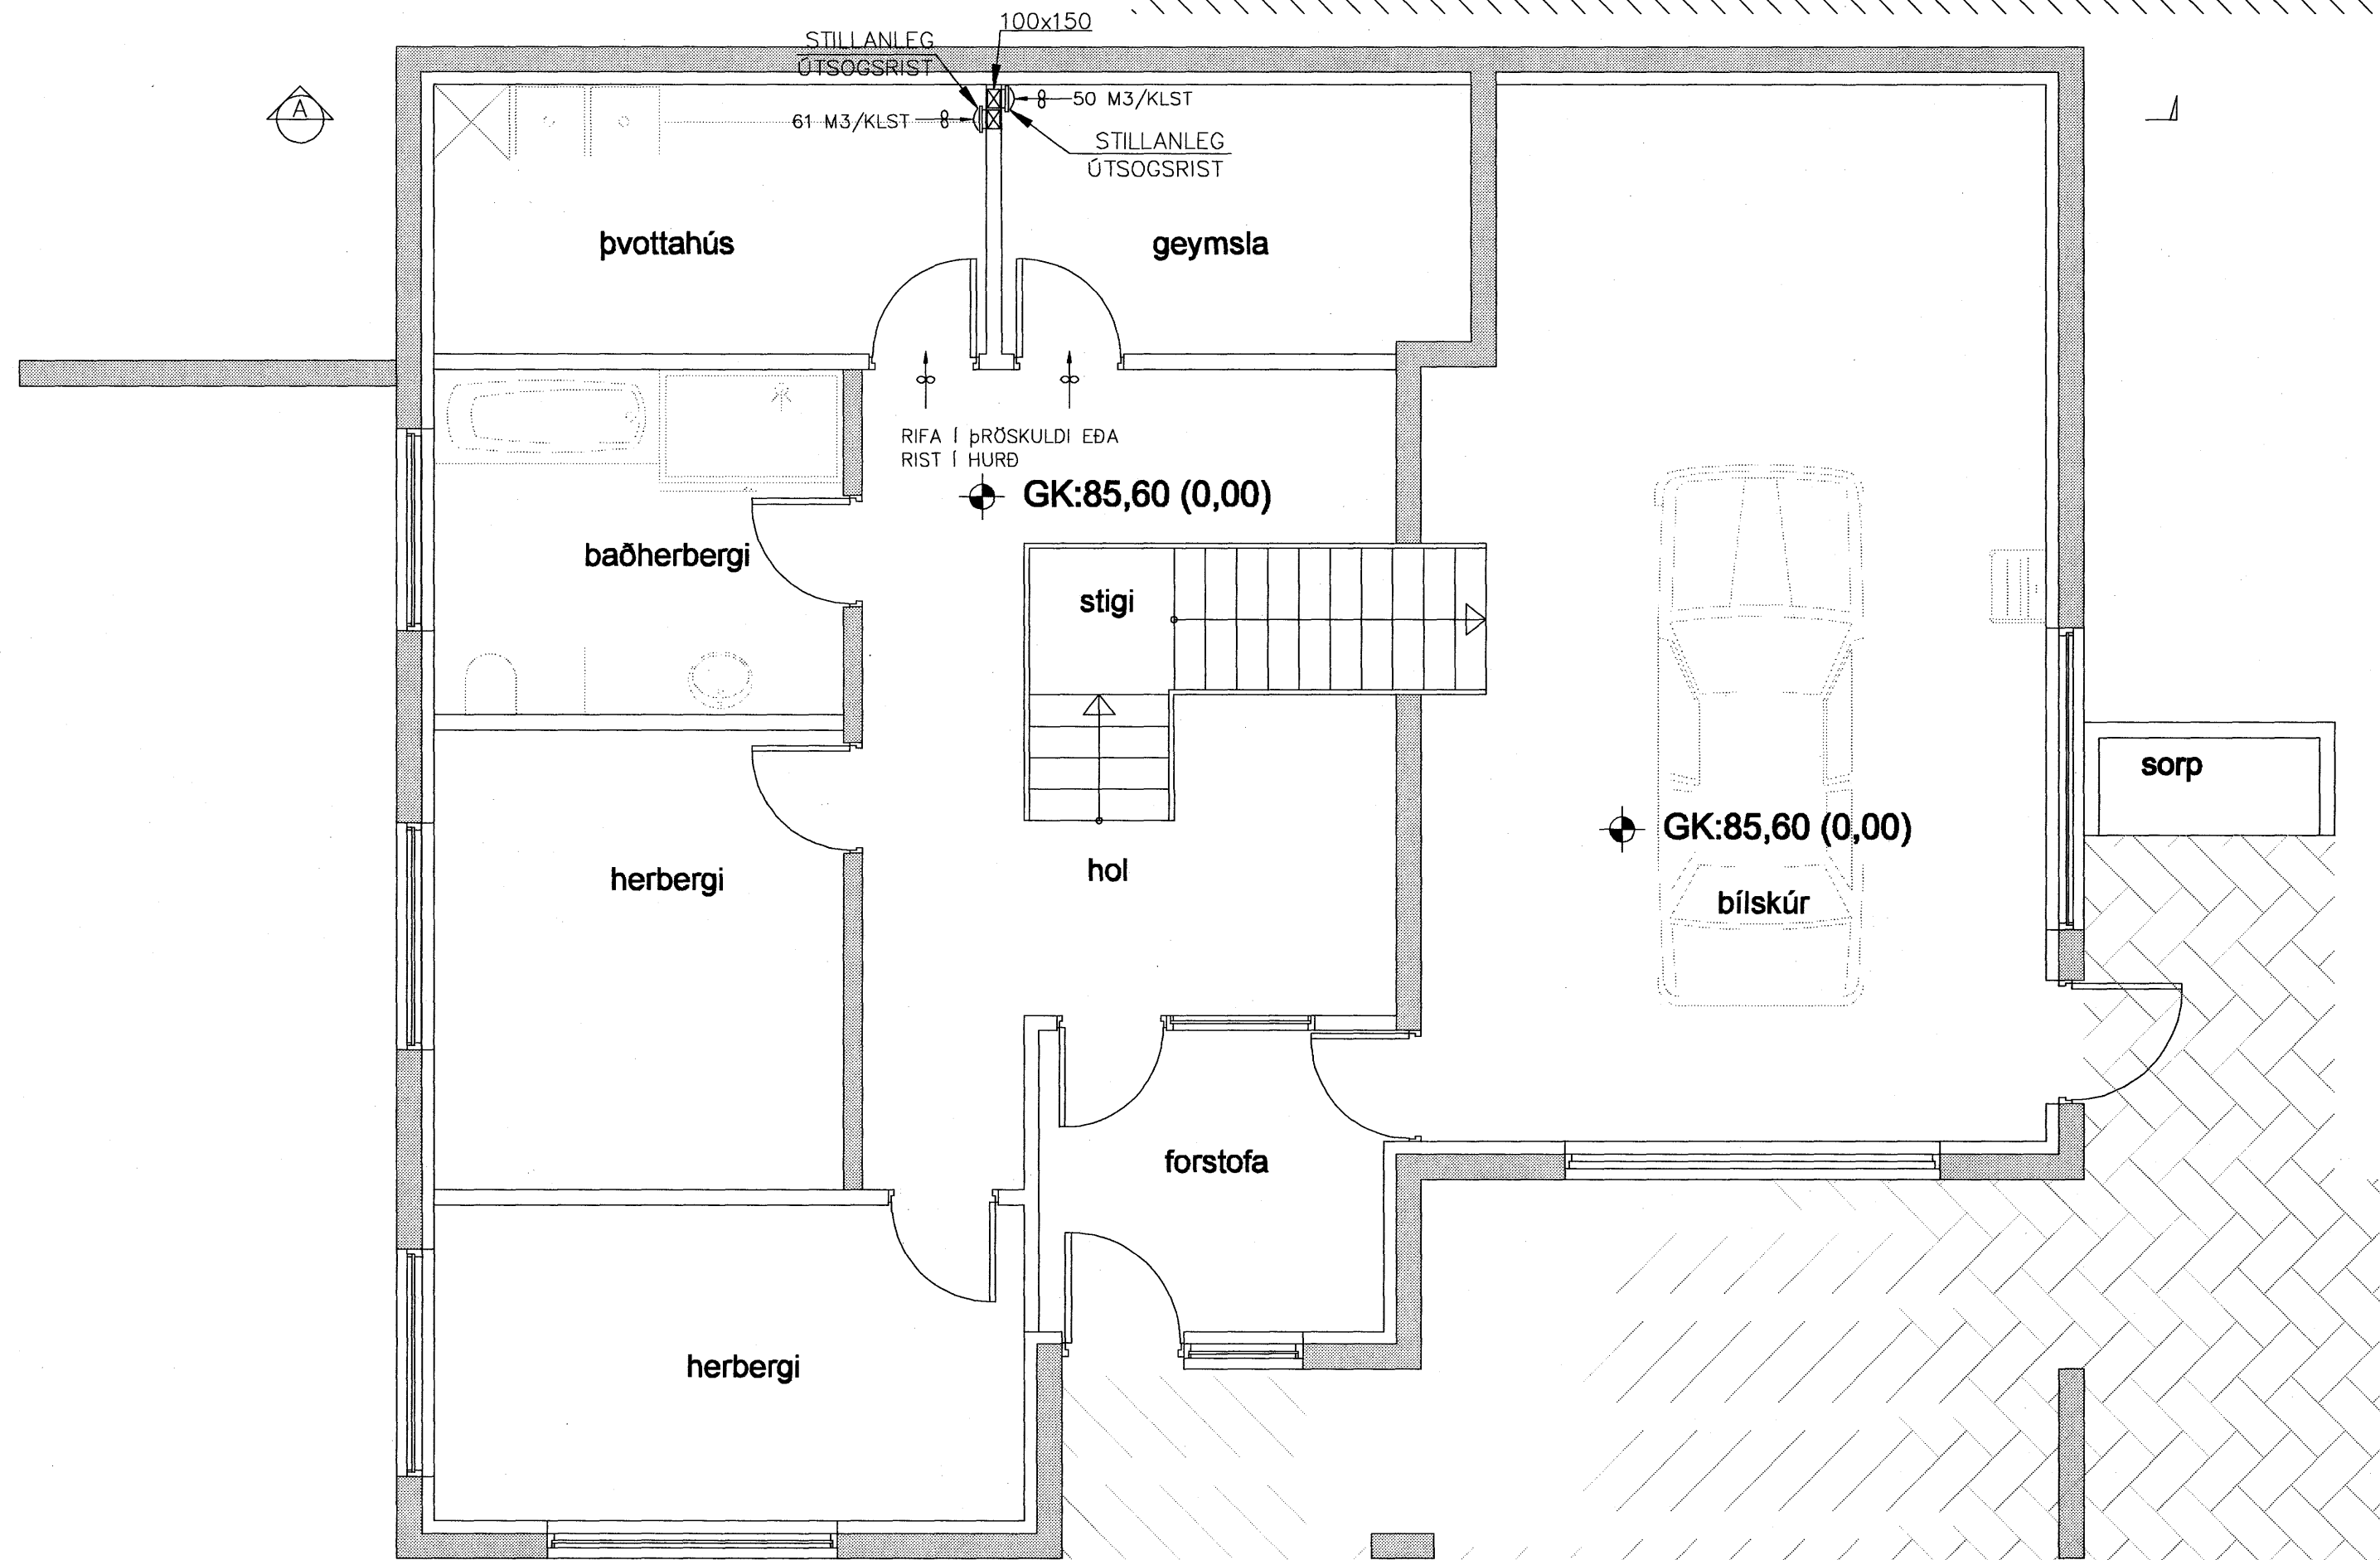 100x150
STILLANLEG
ÚTSOGSRIST
A
50 M3/KLST
61 M3/KLST
STILLANLEG
ÚTSOGSRIST
þvottahús
geymsla
RIFA Í ÞRÖSKULDI EÐA
RIST Í HURÐ
GK:85,60 (0,00)
baðherbergi
stigi
sorp
GK:85,60 (0,00)
herbergi
hol
bílskúr
forstofa
herbergi